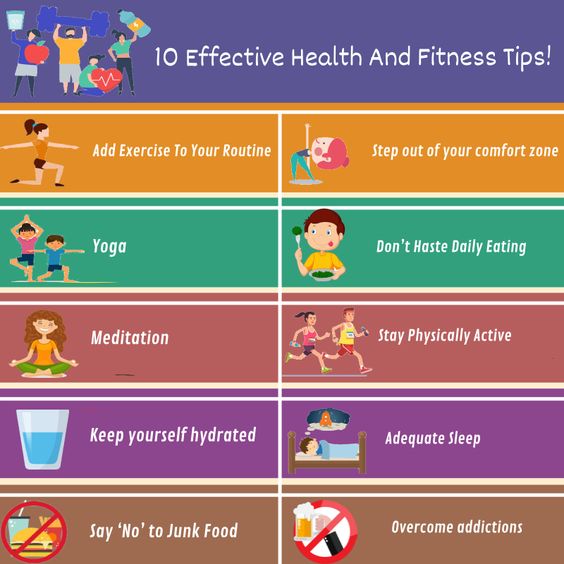 10 Effective Health And Fitness Tips!
Add Exercise To Your Routine
Step out of your comfort zone
Yoga
Don't Haste Daily Eating
Meditation
Stay Physically Active
Keep yourself hydrated
Adequate Sleep
Say 'No' to Junk Food
Overcome addictions